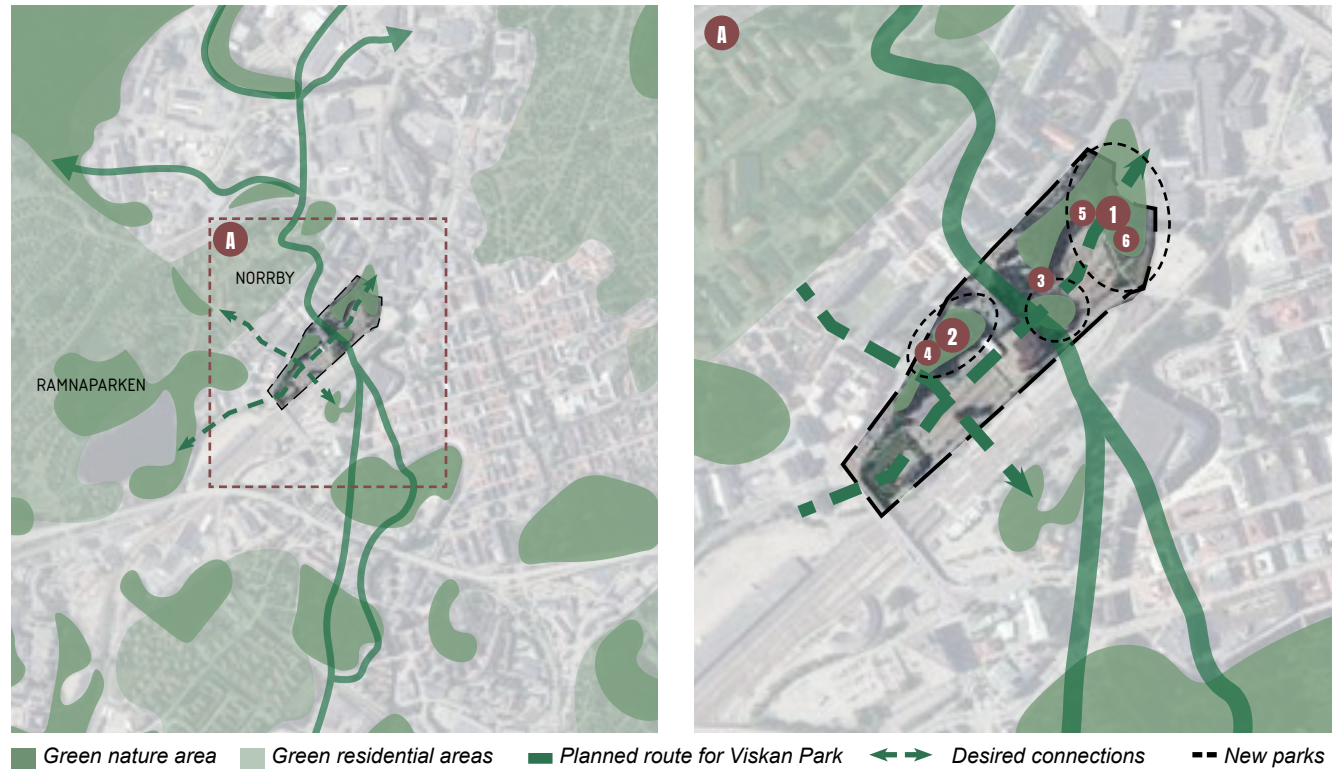 A
NORRBY
RAMNAPARKEN
A
5
1
6
3
2
4
Green nature area
Green residential areas
Planned route for Viskan Park
Desired connections
New parks